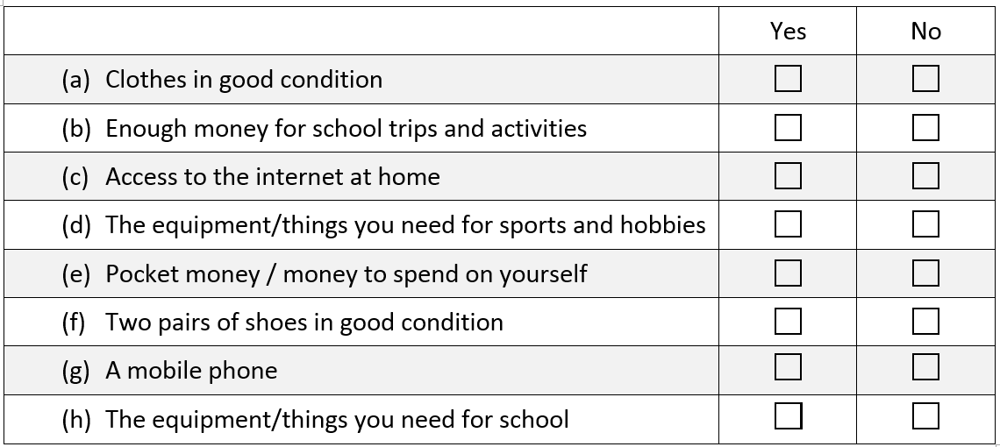 Yes No
(a) Clothes in good condition
(b) Enough money for school trips and activities
(c) Access to the internet at home
(d) The equipment/things you need for sports and hobbies
(e) Pocket money / money to spend on yourself
(f) Two pairs of shoes in good condition
(g) A mobile phone
(h) The equipment/things you need for school